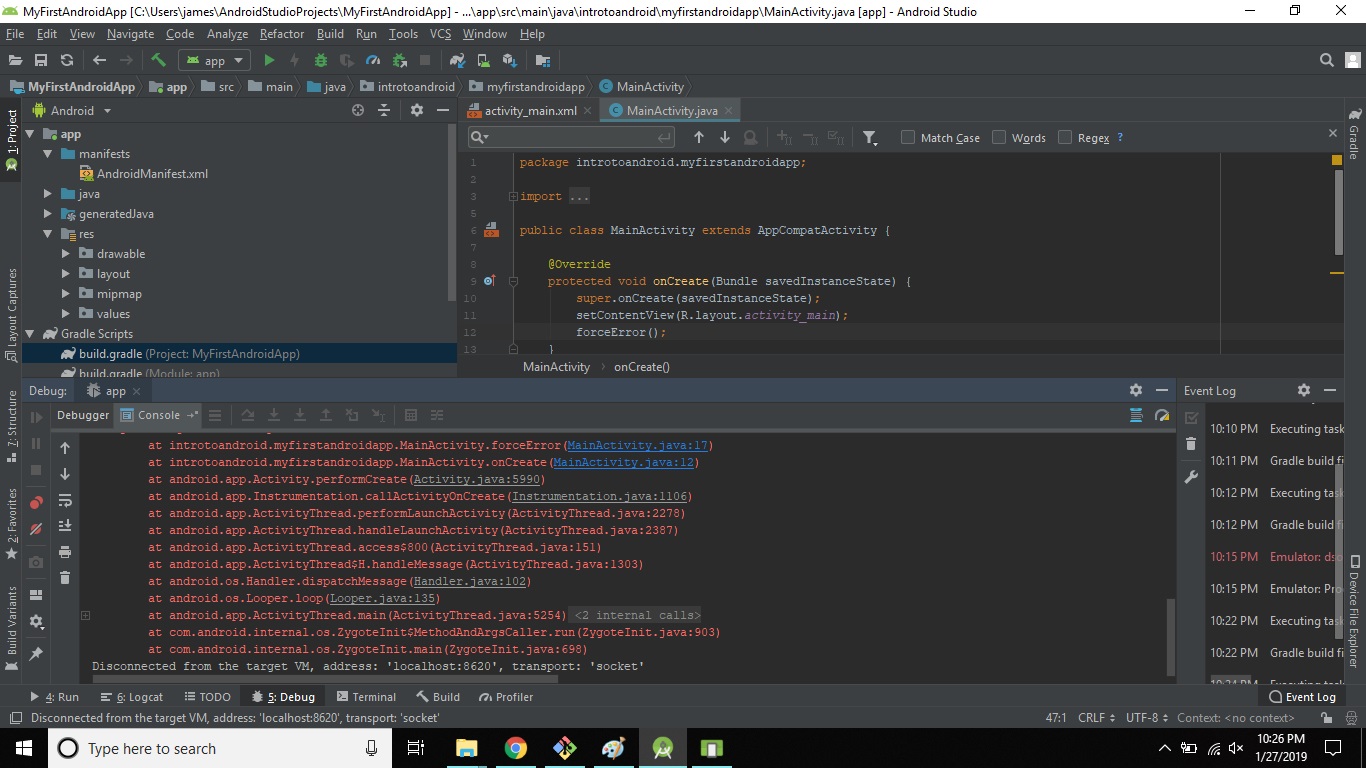 MyFirstAndroidApp [C:\Users\james\AndroidStudioProjects\MyFirstAndroidApp] - ...\app\src\main\java\introtoandroid\myfirstandroidapp\MainActivity.java [app] - Android Studio
File Edit View Navigate Code Analyze Refactor Build Run Tools VCS Window Help
app
MyFirstAndroidApp app src main java introtoandroid myfirstandroidapp MainActivity
1: Project
Layout Captures
7: Structure
2: Favorites
Build Variants
Android
app
manifests
AndroidManifest.xml
java
generatedJava
res
drawable
layout
mipmap
values
Gradle Scripts
build.gradle (Project: MyFirstAndroidApp)
build.gradle (Module: app)
activity_main.xml MainActivity.java
Match Case Words Regex ?
1 package introtoandroid.myfirstandroidapp;
2
3 import ...
5
6 public class MainActivity extends AppCompatActivity {
7
8 @Override
9 protected void onCreate(Bundle savedInstanceState) {
10 super.onCreate(savedInstanceState);
11 setContentView(R.layout.activity_main);
12 forceError();
13 }
MainActivity › onCreate()
Gradle
Device File Explorer
Debug: app
Debugger Console
at introtoandroid.myfirstandroidapp.MainActivity.forceError(MainActivity.java:17)
at introtoandroid.myfirstandroidapp.MainActivity.onCreate(MainActivity.java:12)
at android.app.Activity.performCreate(Activity.java:5990)
at android.app.Instrumentation.callActivityOnCreate(Instrumentation.java:1106)
at android.app.ActivityThread.performLaunchActivity(ActivityThread.java:2278)
at android.app.ActivityThread.handleLaunchActivity(ActivityThread.java:2387)
at android.app.ActivityThread.access$800(ActivityThread.java:151)
at android.app.ActivityThread$H.handleMessage(ActivityThread.java:1303)
at android.os.Handler.dispatchMessage(Handler.java:102)
at android.os.Looper.loop(Looper.java:135)
at android.app.ActivityThread.main(ActivityThread.java:5254) <2 internal calls>
at com.android.internal.os.ZygoteInit$MethodAndArgsCaller.run(ZygoteInit.java:903)
at com.android.internal.os.ZygoteInit.main(ZygoteInit.java:698)
Disconnected from the target VM, address: 'localhost:8620', transport: 'socket'
Event Log
10:10 PM Executing task
10:11 PM Gradle build fi
10:12 PM Executing task
10:12 PM Gradle build fi
10:15 PM Emulator: dso
10:15 PM Emulator: Pro
10:22 PM Executing task
10:22 PM Gradle build fi
10:24 PM Executing task
4: Run 6: Logcat TODO 5: Debug Terminal Build Profiler Event Log
Disconnected from the target VM, address: 'localhost:8620', transport: 'socket' 47:1 CRLF UTF-8 Context: <no context>
Type here to search
10:26 PM
1/27/2019